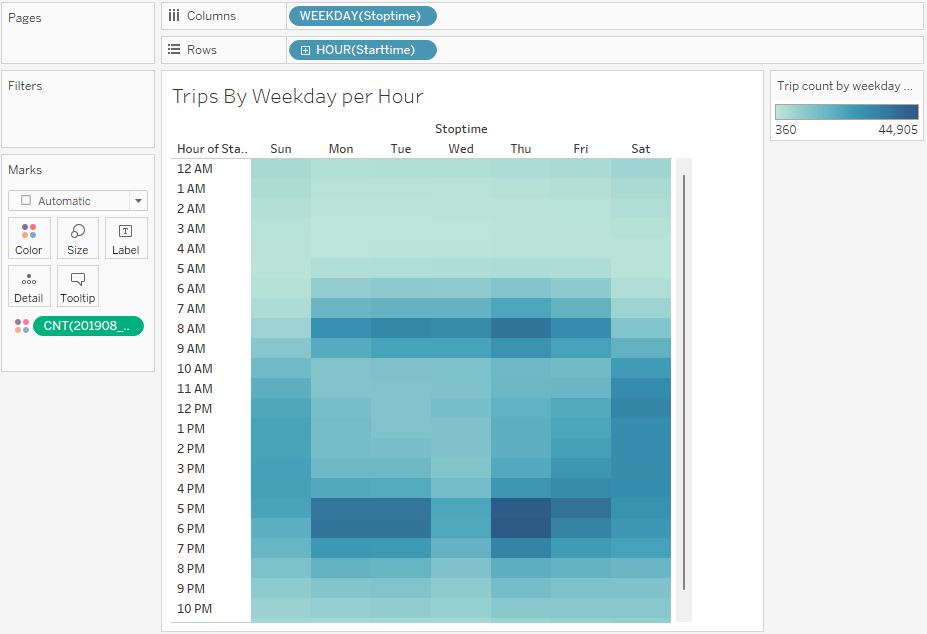 Pages
Columns
WEEKDAY(Stoptime)
Rows
HOUR(Starttime)
Filters
Marks
Automatic
Color Size Label
Detail Tooltip
CNT(201908_..
Trips By Weekday per Hour
Stoptime
Hour of Sta.. Sun Mon Tue Wed Thu Fri Sat
12 AM
1 AM
2 AM
3 AM
4 AM
5 AM
6 AM
7 AM
8 AM
9 AM
10 AM
11 AM
12 PM
1 PM
2 PM
3 PM
4 PM
5 PM
6 PM
7 PM
8 PM
9 PM
10 PM
Trip count by weekday ...
360 44,905